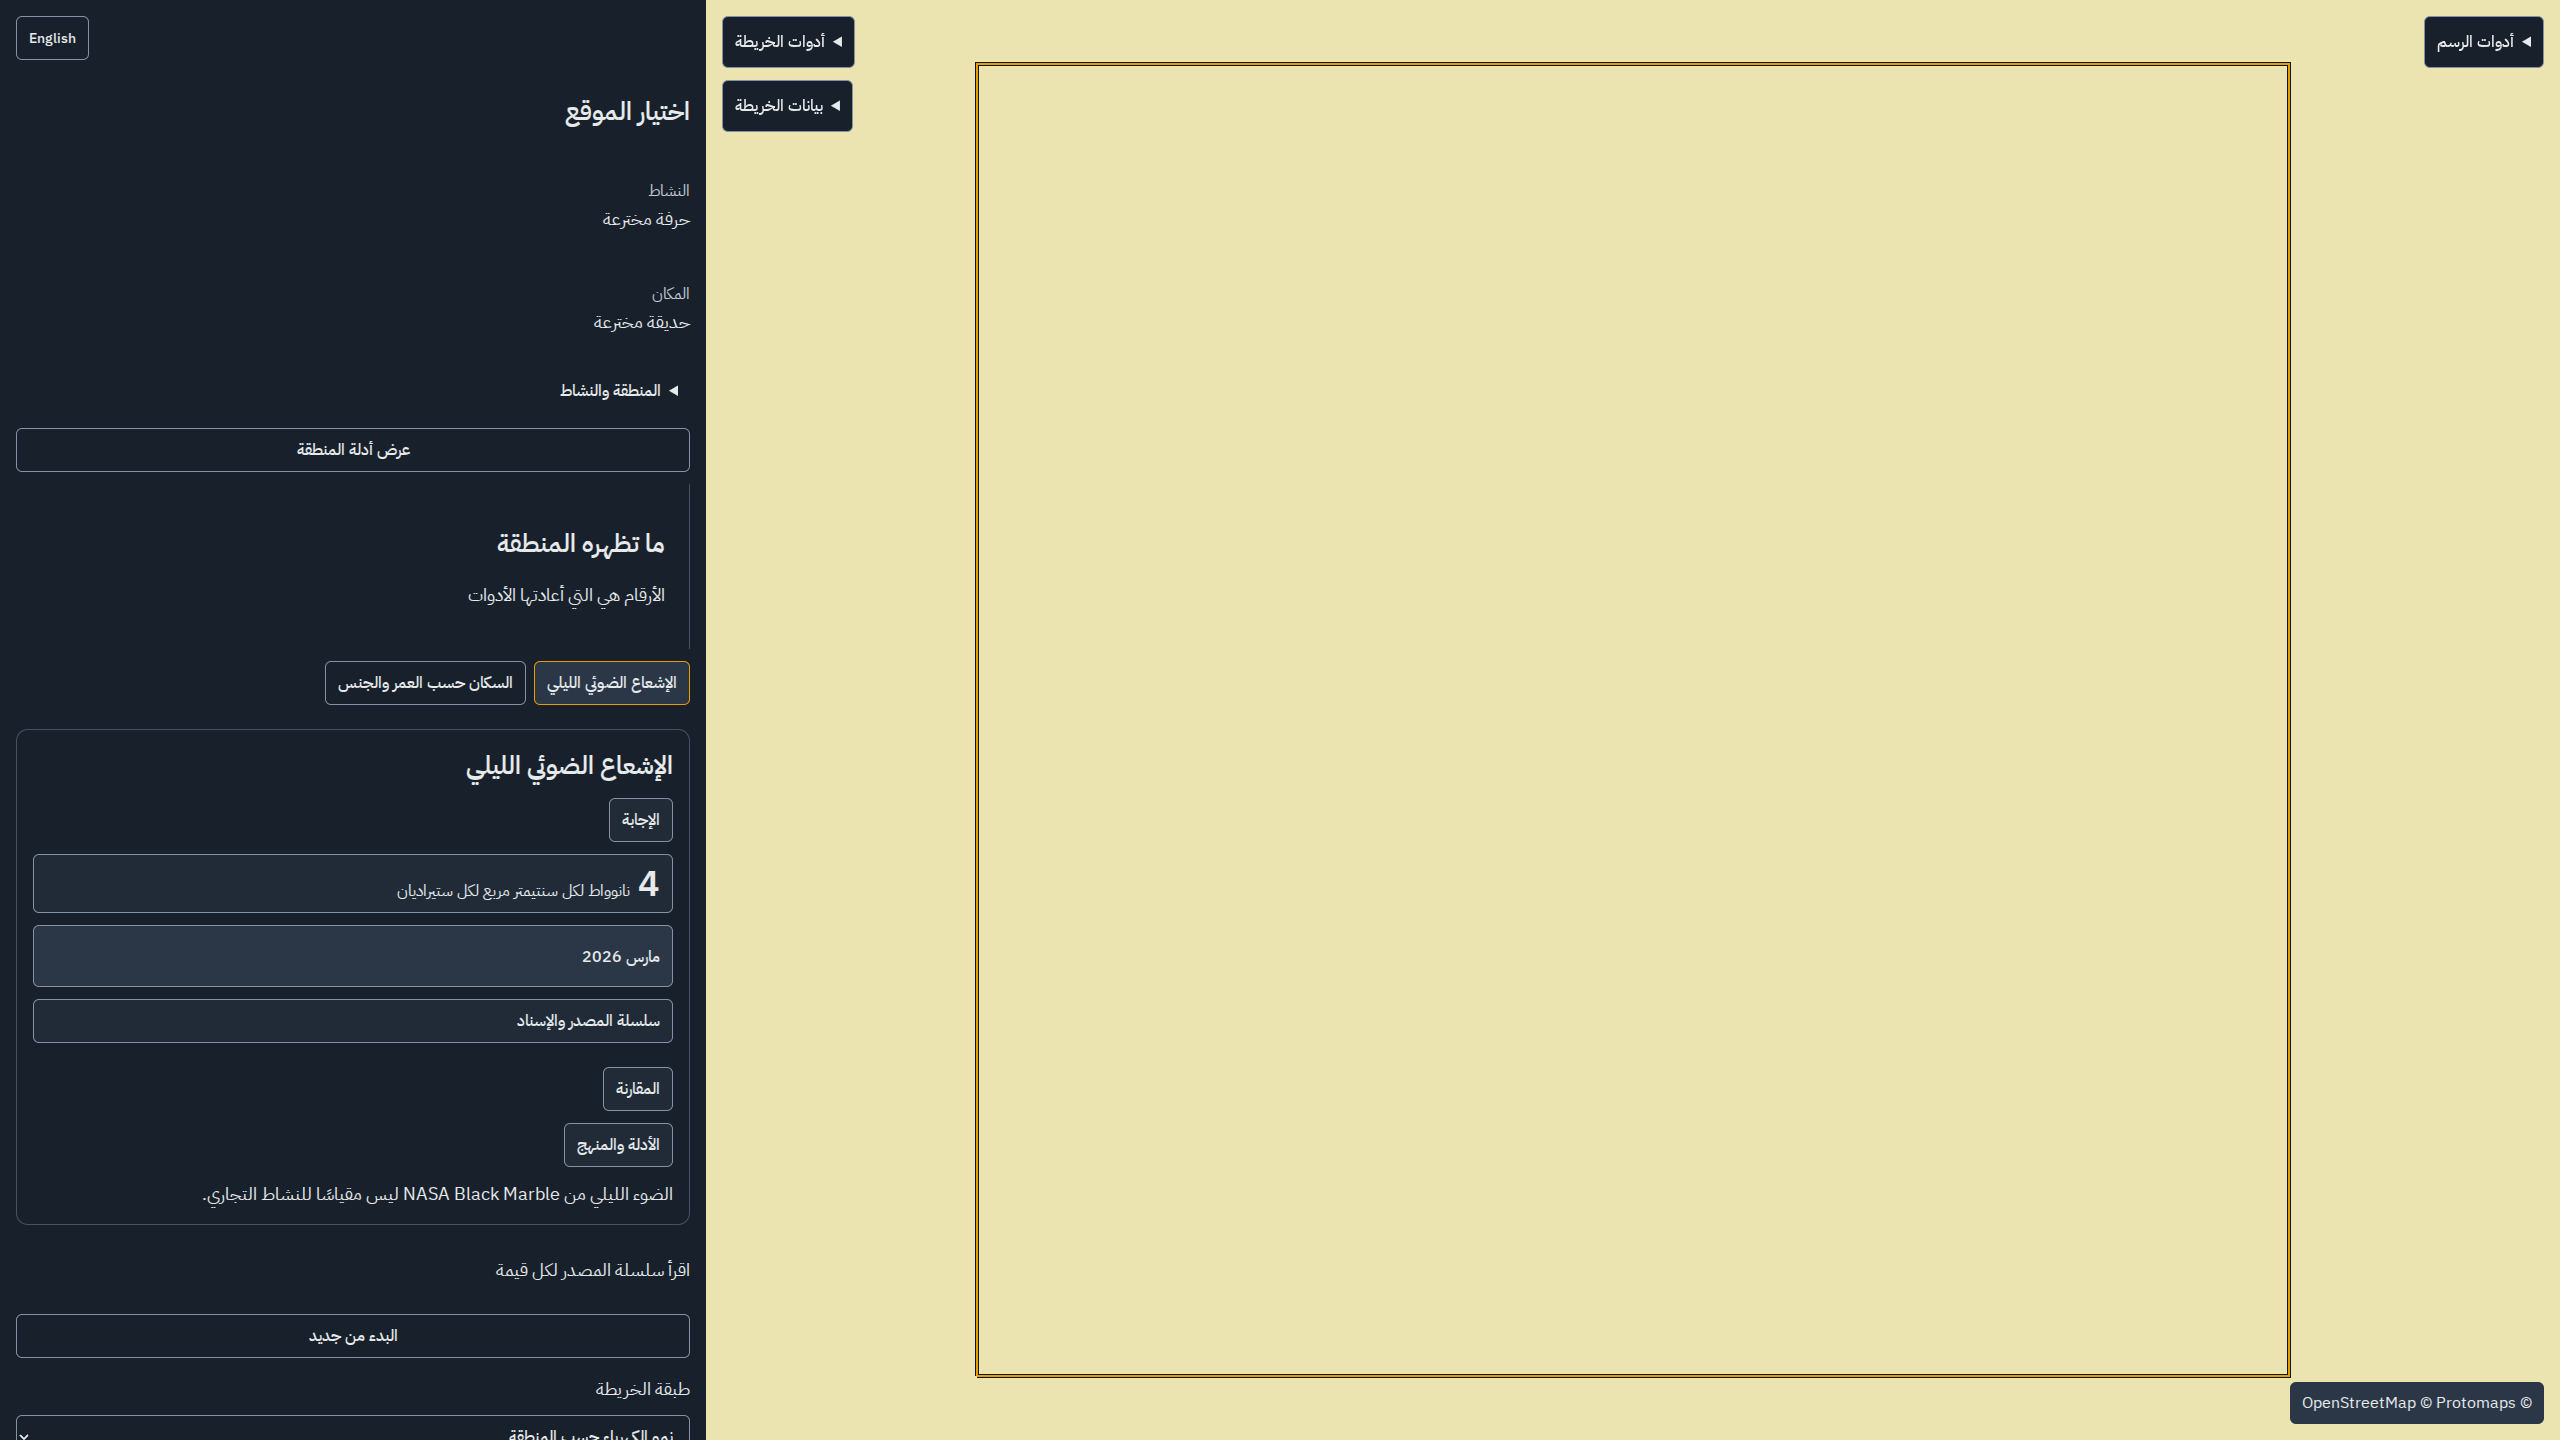 English
اختيار الموقع
النشاط
حرفة مخترعة
المكان
حديقة مخترعة
المنطقة والنشاط
عرض أدلة المنطقة
ما تظهره المنطقة
الأرقام هي التي أعادتها الأدوات
الإشعاع الضوئي الليلي
السكان حسب العمر والجنس
الإشعاع الضوئي الليلي
الإجابة
4 نانوواط لكل سنتيمتر مربع لكل ستيراديان
مارس 2026
سلسلة المصدر والإسناد
المقارنة
الأدلة والمنهج
الضوء الليلي من NASA Black Marble ليس مقياسًا للنشاط التجاري.
اقرأ سلسلة المصدر لكل قيمة
البدء من جديد
طبقة الخريطة
نمو الكهرباء حسب المنطقة
أدوات الخريطة
بيانات الخريطة
أدوات الرسم
OpenStreetMap © Protomaps ©